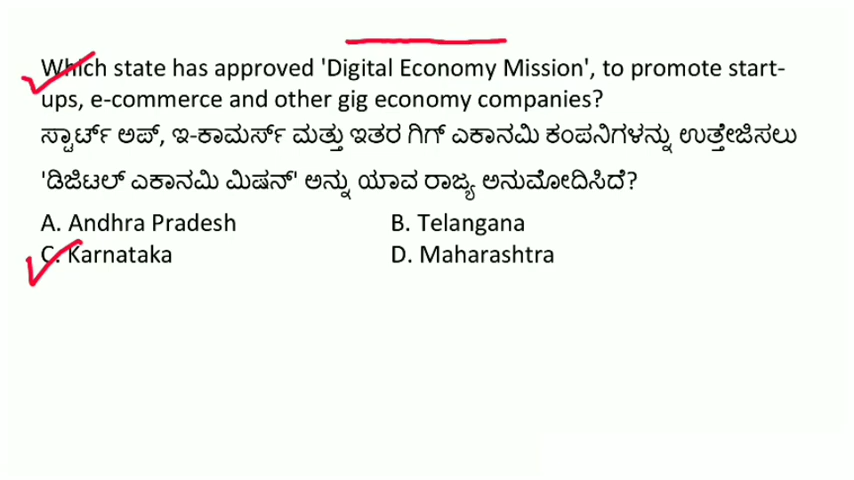 Which state has approved 'Digital Economy Mission', to promote start-
ups, e-commerce and other gig economy companies?
ಸ್ಟಾರ್ಟ್ ಅಪ್, ಇ-ಕಾಮರ್ಸ್ ಮತ್ತು ಇತರ ಗಿಗ್ ಎಕಾನಮಿ ಕಂಪನಿಗಳನ್ನು ಉತ್ತೇಜಿಸಲು
'ಡಿಜಿಟಲ್ ಎಕಾನಮಿ ಮಿಷನ್' ಅನ್ನು ಯಾವ ರಾಜ್ಯ ಅನುಮೋದಿಸಿದೆ?
A. Andhra Pradesh B. Telangana
C. Karnataka D. Maharashtra